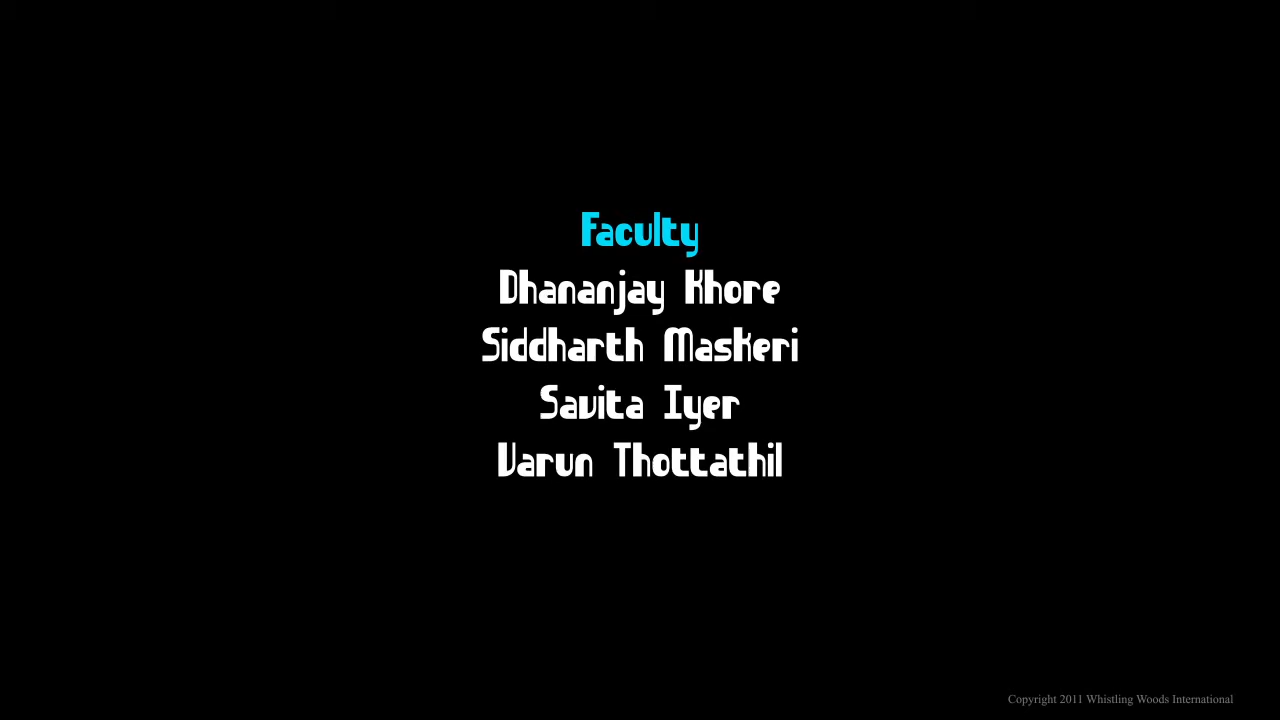 Faculty
Dhananjay Khore
Siddharth Maskeri
Savita Iyer
Varun Thottathil
Copyright 2011 Whistling Woods International